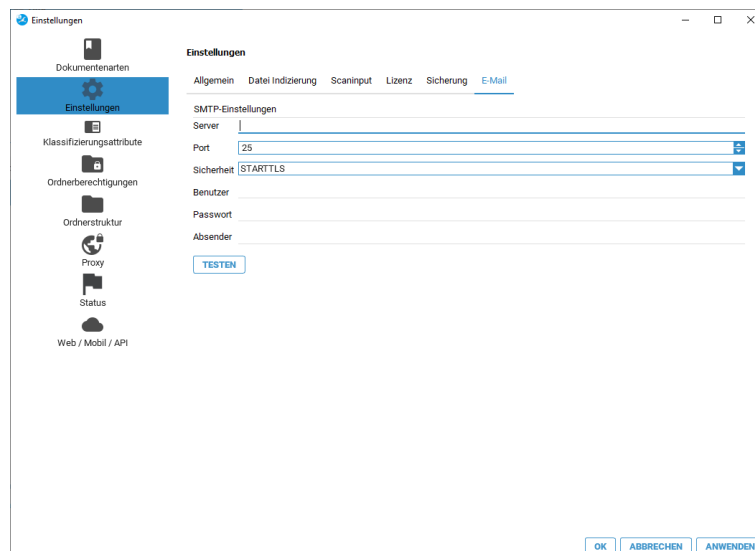 Einstellungen
Dokumentenarten
Einstellungen
Klassifizierungsattribute
Ordnerberechtigungen
Ordnerstruktur
Proxy
Status
Web / Mobil / API
Einstellungen
Allgemein Datei Indizierung Scaninput Lizenz Sicherung E-Mail
SMTP-Einstellungen
Server
Port 25
Sicherheit STARTTLS
Benutzer
Passwort
Absender
TESTEN
OK ABBRECHEN ANWENDEN